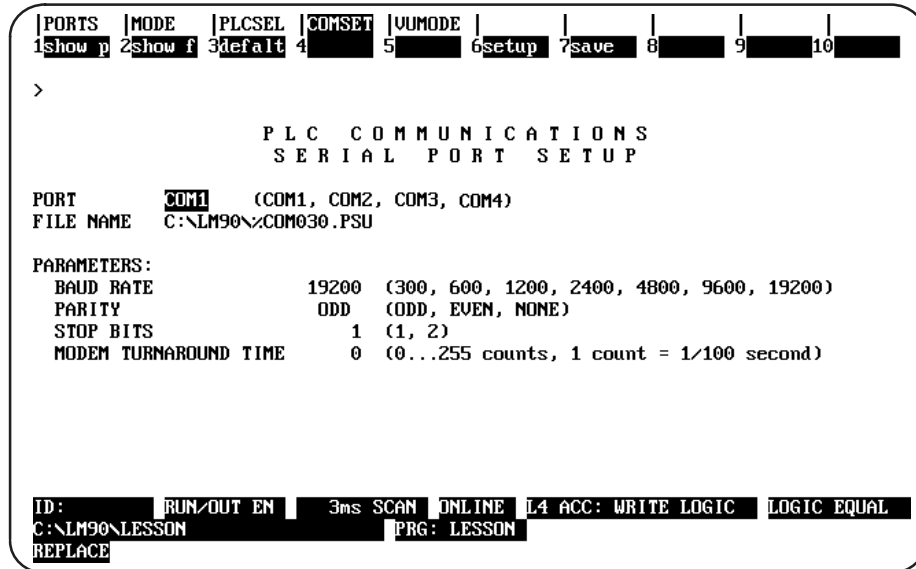 |PORTS |MODE |PLCSEL |COMSET |VUMODE | | | | |
1show p 2show f 3defalt 4 5 6setup 7save 8 9 10
>
P L C C O M M U N I C A T I O N S
S E R I A L P O R T S E T U P
PORT COM1 (COM1, COM2, COM3, COM4)
FILE NAME C:\LM90\%COM030.PSU
PARAMETERS:
BAUD RATE 19200 (300, 600, 1200, 2400, 4800, 9600, 19200)
PARITY ODD (ODD, EVEN, NONE)
STOP BITS 1 (1, 2)
MODEM TURNAROUND TIME 0 (0...255 counts, 1 count = 1/100 second)
ID: RUN/OUT EN 3ms SCAN ONLINE L4 ACC: WRITE LOGIC LOGIC EQUAL
C:\LM90\LESSON PRG: LESSON
REPLACE